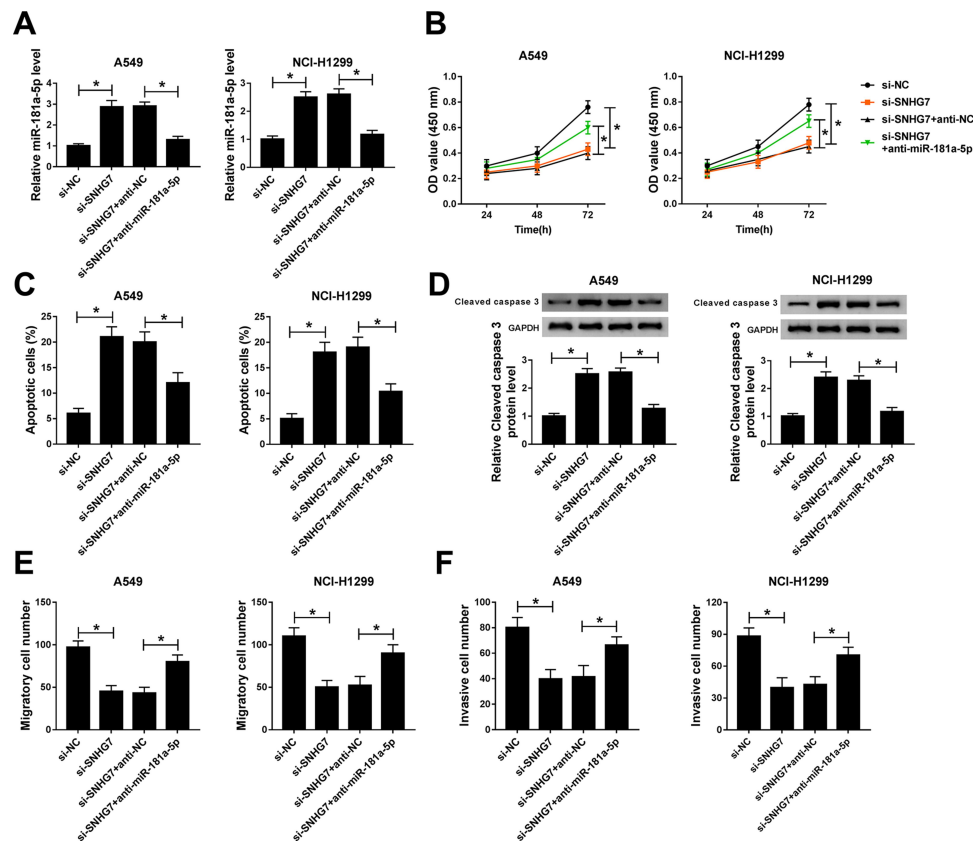 A
A549
Relative miR-181a-5p level
4
3
2
1
0
*
*
si-NC
si-SNHG7
si-SNHG7+anti-NC
si-SNHG7+anti-miR-181a-5p
NCI-H1299
Relative miR-181a-5p level
3
2
1
0
*
*
si-NC
si-SNHG7
si-SNHG7+anti-NC
si-SNHG7+anti-miR-181a-5p
B
A549
OD value (450 nm)
1.0
0.8
0.6
0.4
0.2
0.0
24
48
72
Time(h)
*
*
NCI-H1299
OD value (450 nm)
1.0
0.8
0.6
0.4
0.2
0.0
24
48
72
Time(h)
*
*
si-NC
si-SNHG7
si-SNHG7+anti-NC
si-SNHG7
+anti-miR-181a-5p
C
A549
Apoptotic cells (%)
25
20
15
10
5
0
*
*
si-NC
si-SNHG7
si-SNHG7+anti-NC
si-SNHG7+anti-miR-181a-5p
NCI-H1299
Apoptotic cells (%)
25
20
15
10
5
0
*
*
si-NC
si-SNHG7
si-SNHG7+anti-NC
si-SNHG7+anti-miR-181a-5p
D
A549
Cleaved caspase 3
GAPDH
Relative Cleaved caspase 3
protein level
3
2
1
0
*
*
si-NC
si-SNHG7
si-SNHG7+anti-NC
si-SNHG7+anti-miR-181a-5p
NCI-H1299
Cleaved caspase 3
GAPDH
Relative Cleaved caspase 3
protein level
3
2
1
0
*
*
si-NC
si-SNHG7
si-SNHG7+anti-NC
si-SNHG7+anti-miR-181a-5p
E
A549
Migratory cell number
150
100
50
0
*
*
si-NC
si-SNHG7
si-SNHG7+anti-NC
si-SNHG7+anti-miR-181a-5p
NCI-H1299
Migratory cell number
150
100
50
0
*
*
si-NC
si-SNHG7
si-SNHG7+anti-NC
si-SNHG7+anti-miR-181a-5p
F
A549
Invasive cell number
100
80
60
40
20
0
*
*
si-NC
si-SNHG7
si-SNHG7+anti-NC
si-SNHG7+anti-miR-181a-5p
NCI-H1299
Invasive cell number
120
90
60
30
0
*
*
si-NC
si-SNHG7
si-SNHG7+anti-NC
si-SNHG7+anti-miR-181a-5p